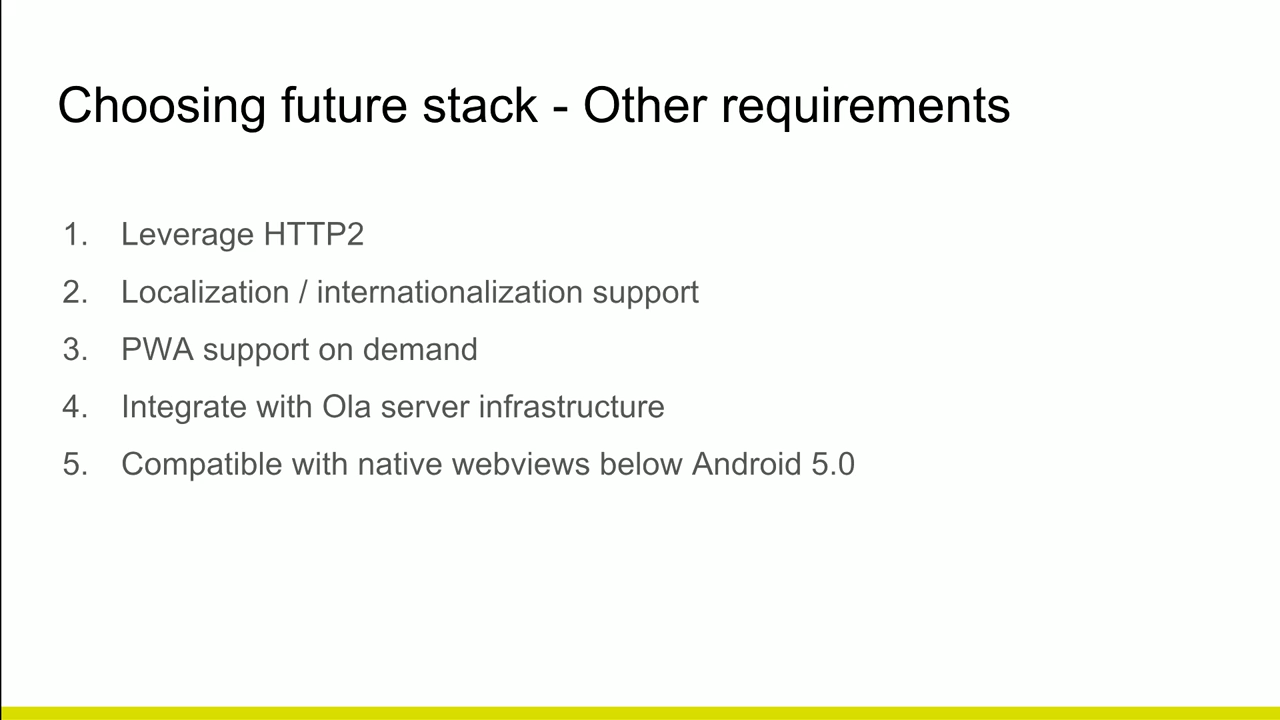 Choosing future stack - Other requirements
1. Leverage HTTP2
2. Localization / internationalization support
3. PWA support on demand
4. Integrate with Ola server infrastructure
5. Compatible with native webviews below Android 5.0